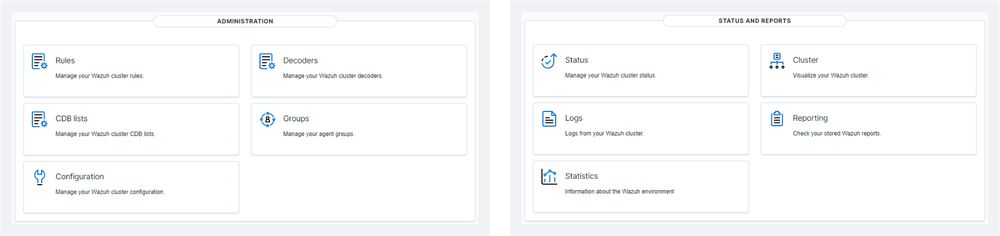 ADMINISTRATION
Rules
Manage your Wazuh cluster rules.
Decoders
Manage your Wazuh cluster decoders.
CDB lists
Manage your Wazuh cluster CDB lists.
Groups
Manage your agent groups.
Configuration
Manage your Wazuh cluster configuration.
STATUS AND REPORTS
Status
Manage your Wazuh cluster status.
Cluster
Visualize your Wazuh cluster.
Logs
Logs from your Wazuh cluster.
Reporting
Check your stored Wazuh reports.
Statistics
Information about the Wazuh environment